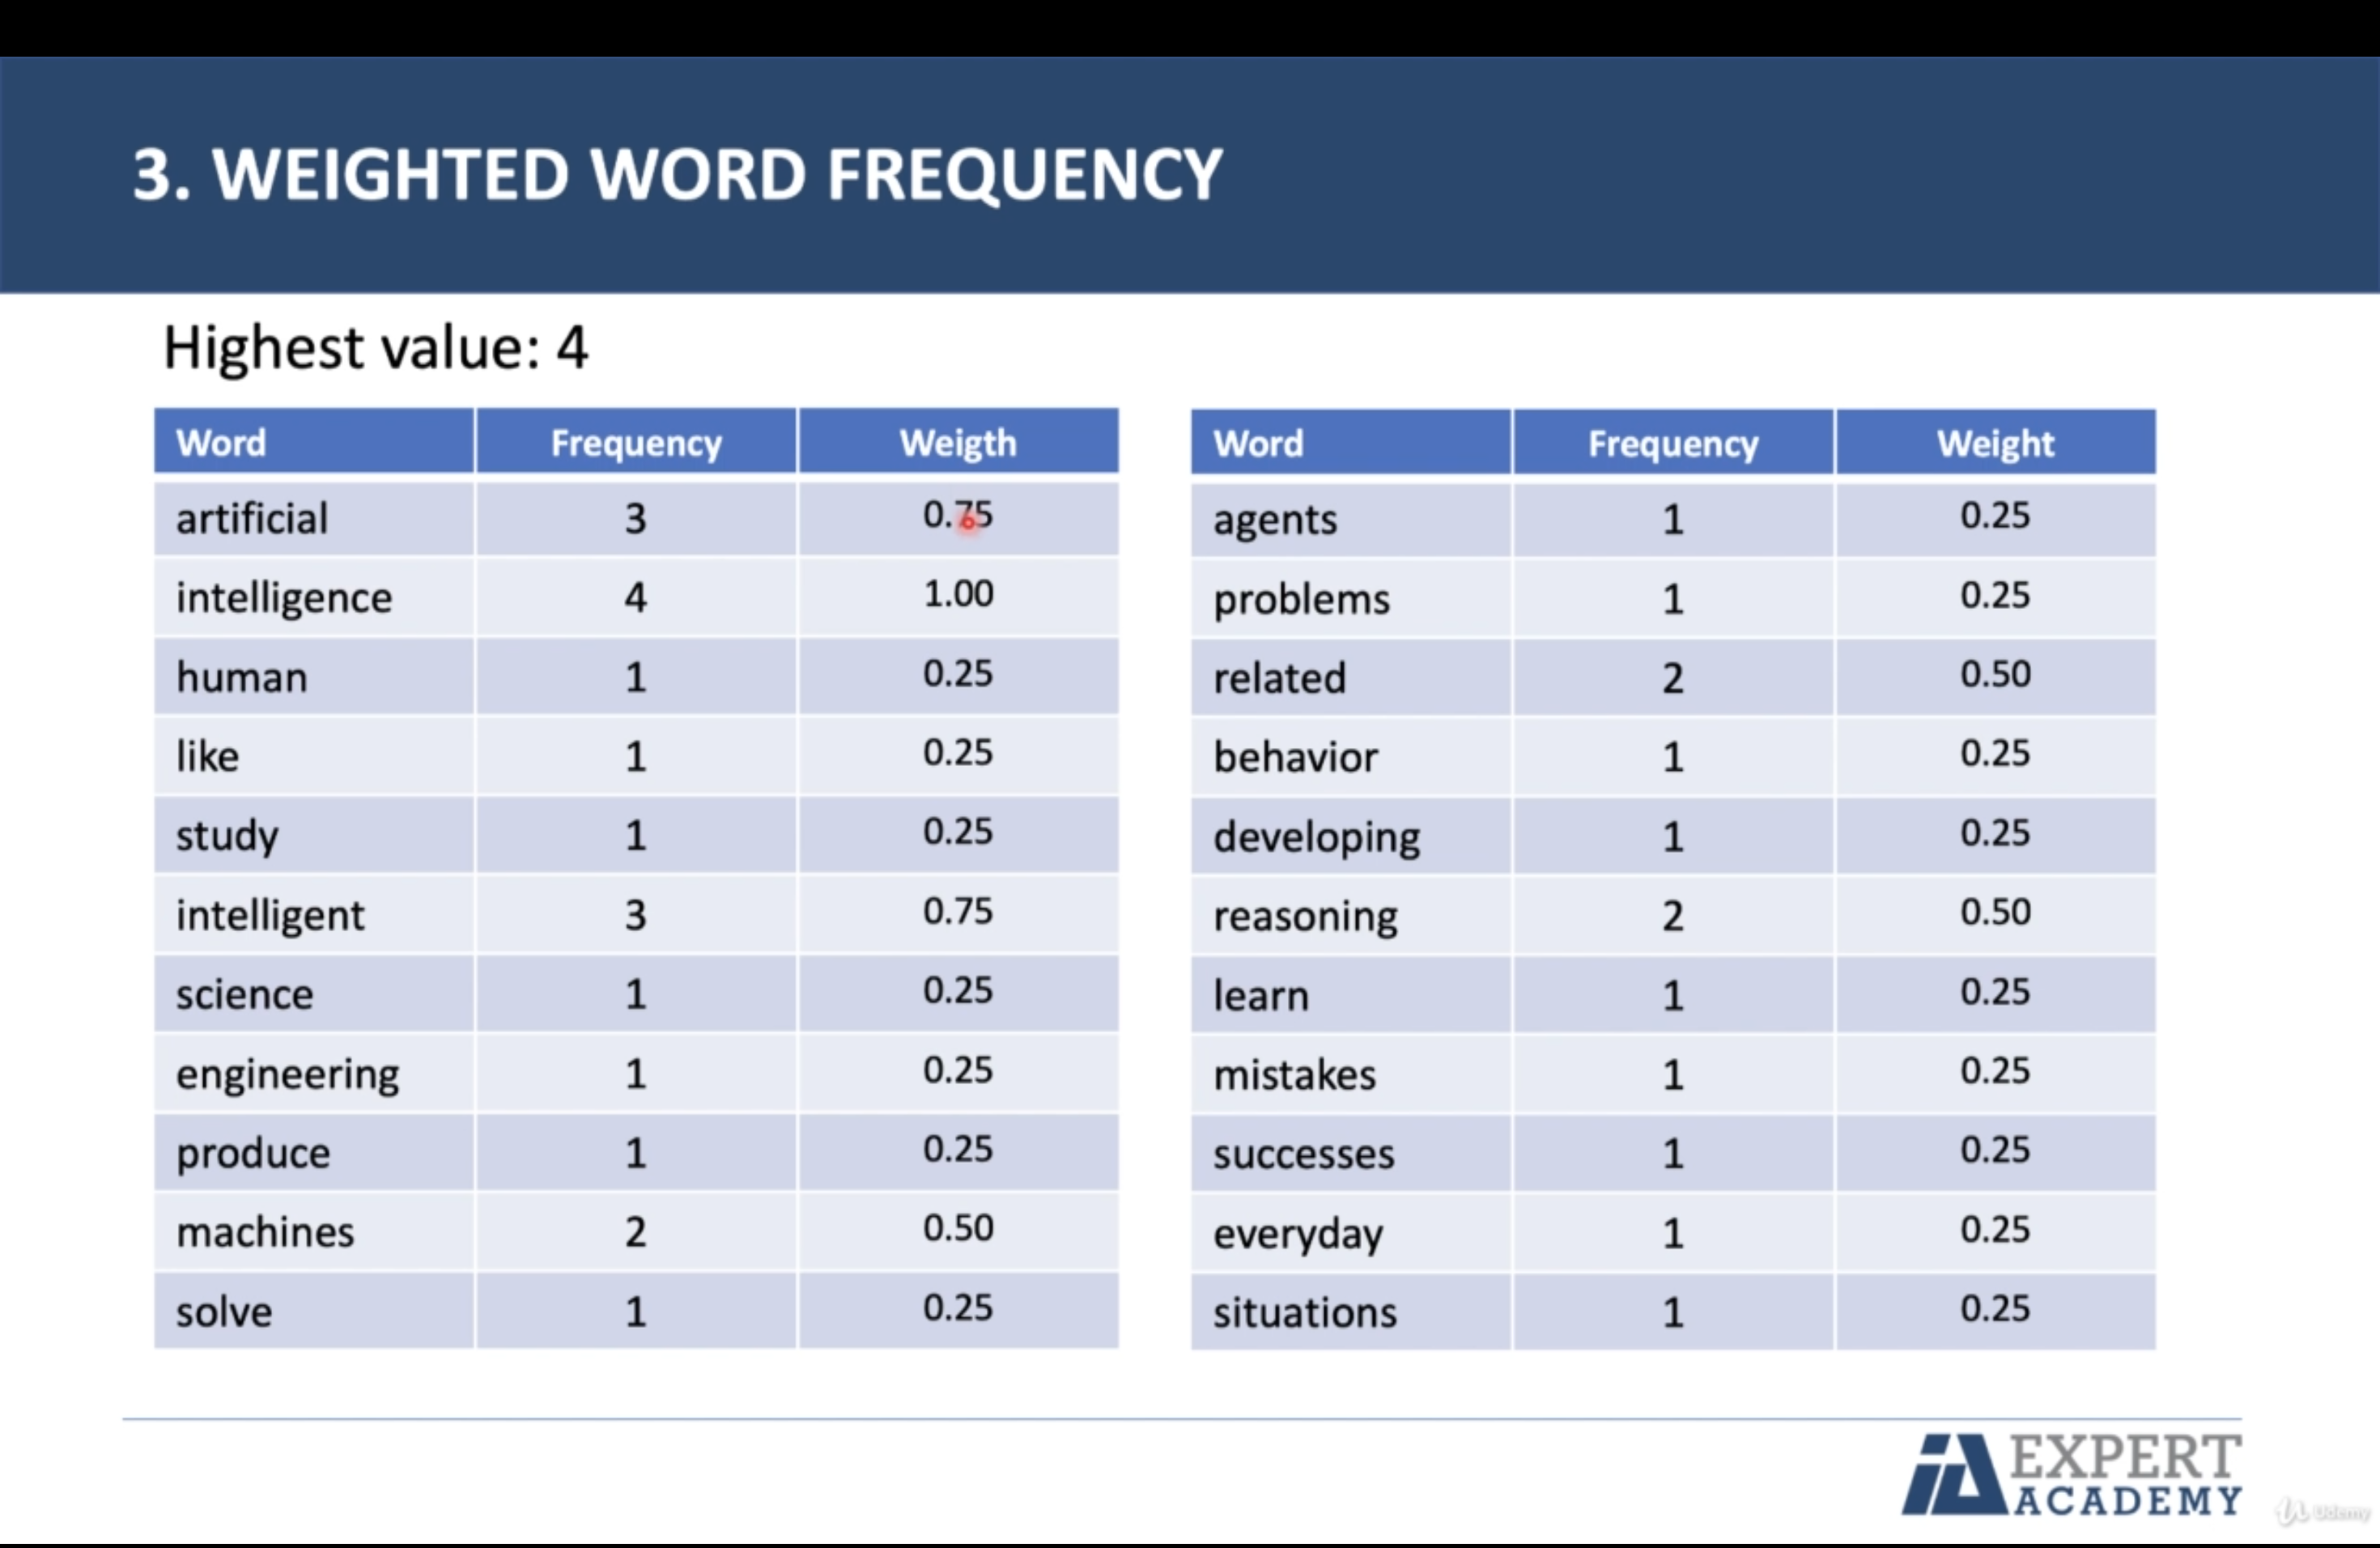 3. WEIGHTED WORD FREQUENCY
Highest value: 4
Word Frequency Weigth
artificial 3 0.75
intelligence 4 1.00
human 1 0.25
like 1 0.25
study 1 0.25
intelligent 3 0.75
science 1 0.25
engineering 1 0.25
produce 1 0.25
machines 2 0.50
solve 1 0.25
Word Frequency Weight
agents 1 0.25
problems 1 0.25
related 2 0.50
behavior 1 0.25
developing 1 0.25
reasoning 2 0.50
learn 1 0.25
mistakes 1 0.25
successes 1 0.25
everyday 1 0.25
situations 1 0.25
iA EXPERT
ACADEMY
Udemy